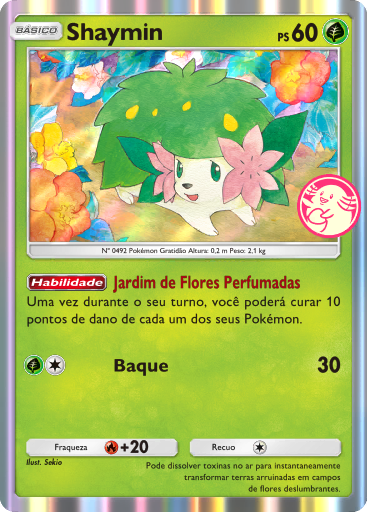 BÁSICO Shaymin PS 60
Nº 0492 Pokémon Gratidão Altura: 0,2 m Peso: 2,1 kg
Habilidade Jardim de Flores Perfumadas
Uma vez durante o seu turno, você poderá curar 10
pontos de dano de cada um dos seus Pokémon.
Baque 30
Fraqueza +20 Recuo
Ilust. Sekio
Pode dissolver toxinas no ar para instantaneamente
transformar terras arruinadas em campos
de flores deslumbrantes.